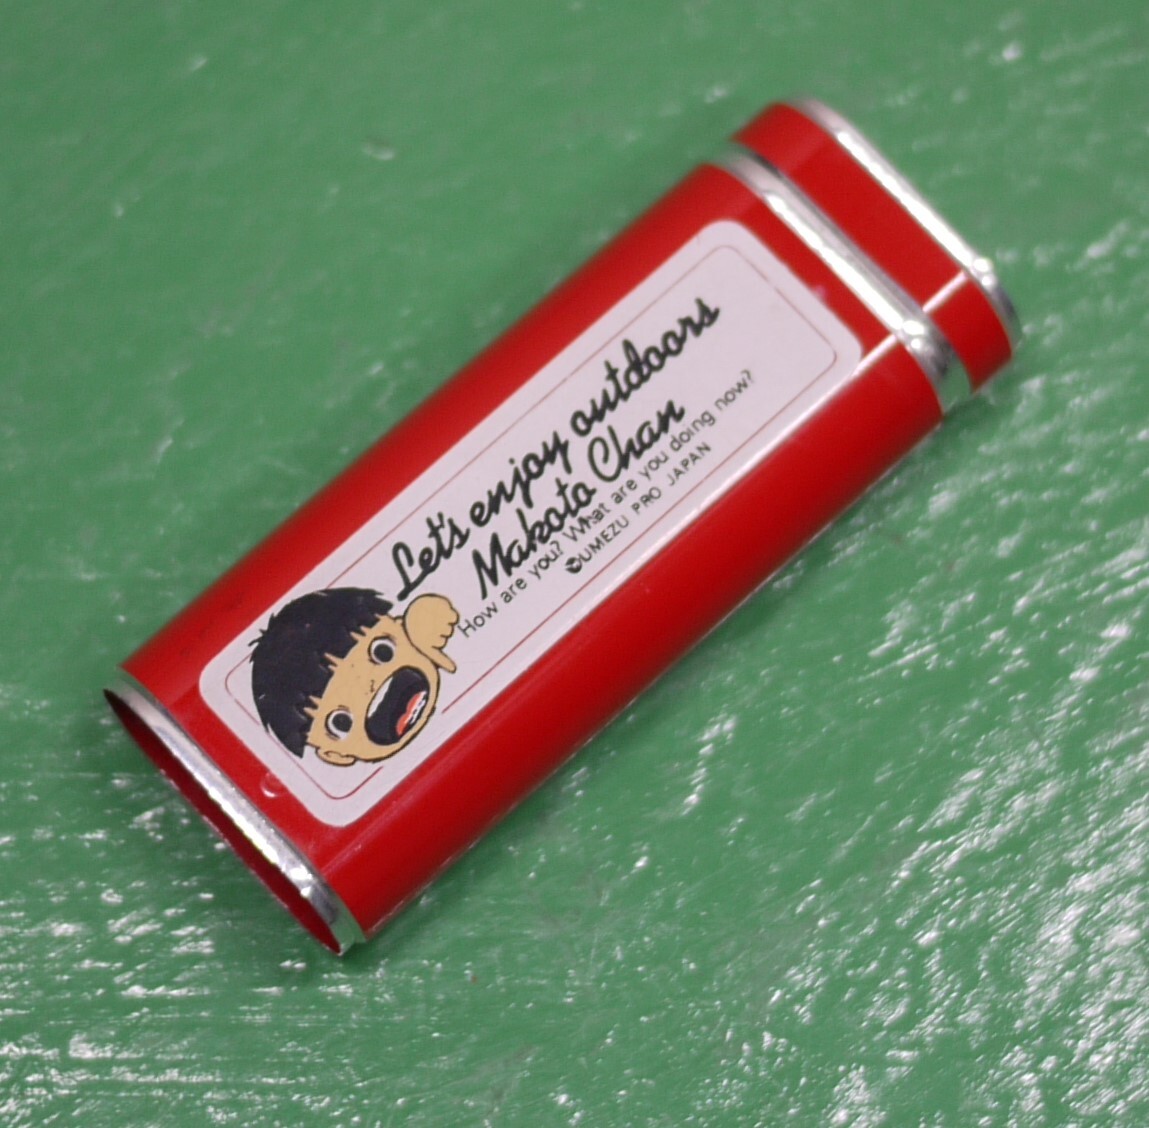 Let's enjoy outdoors
Makoto Chan
How are you? What are you doing now?
©UMEZU PRO JAPAN